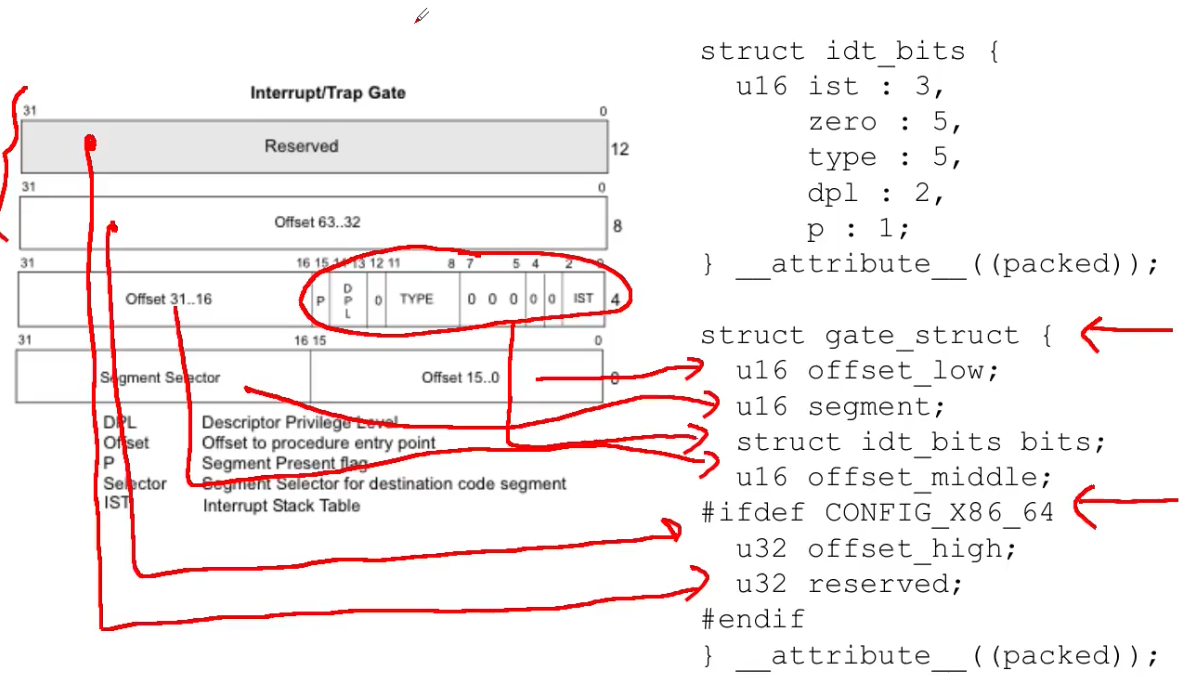 Interrupt/Trap Gate
31 0
Reserved 12
31 0
Offset 63..32 8
31 16 15 14 13 12 11 8 7 5 4 2 0
Offset 31..16 P DPL 0 TYPE 0 0 0 0 0 IST 4
31 16 15 0
Segment Selector Offset 15..0 0
DPL Descriptor Privilege Level
Offset Offset to procedure entry point
P Segment Present flag
Selector Segment Selector for destination code segment
IST Interrupt Stack Table
struct idt_bits {
u16 ist : 3,
zero : 5,
type : 5,
dpl : 2,
p : 1;
} __attribute__((packed));
struct gate_struct {
u16 offset_low;
u16 segment;
struct idt_bits bits;
u16 offset_middle;
#ifdef CONFIG_X86_64
u32 offset_high;
u32 reserved;
#endif
} __attribute__((packed));